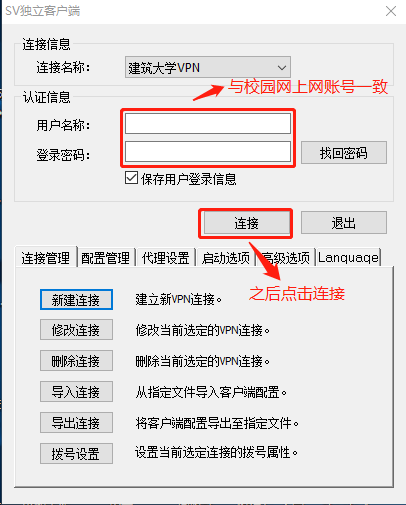 SV独立客户端
连接信息
连接名称：
建筑大学VPN
与校园网上网账号一致
认证信息
用户名称：
登录密码：
找回密码
保存用户登录信息
连接
退出
连接管理
配置管理
代理设置
启动选项
高级选项
Language
之后点击连接
新建连接
建立新VPN连接。
修改连接
修改当前选定的VPN连接。
删除连接
删除当前选定的VPN连接。
导入连接
从指定文件导入客户端配置。
导出连接
将客户端配置导出至指定文件。
拨号设置
设置当前选定连接的拨号属性。